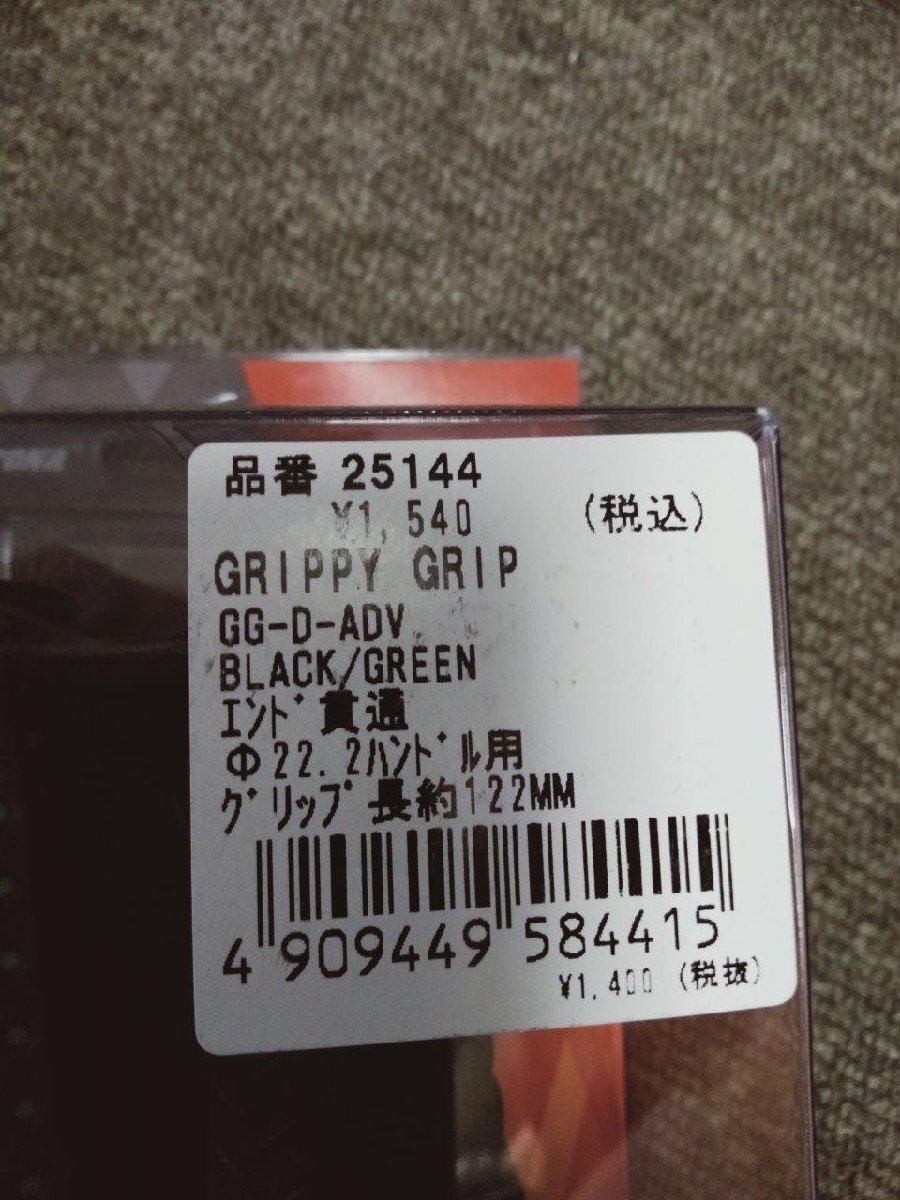 品番 25144
¥1,540 (税込)
GRIPPY GRIP
GG-D-ADV
BLACK/GREEN
ｴﾝﾄﾞ貫通
Φ22.2ﾊﾝﾄﾞﾙ用
ｸﾞﾘｯﾌﾟ長約122MM
4 909449 584415
¥1,400 (税抜)